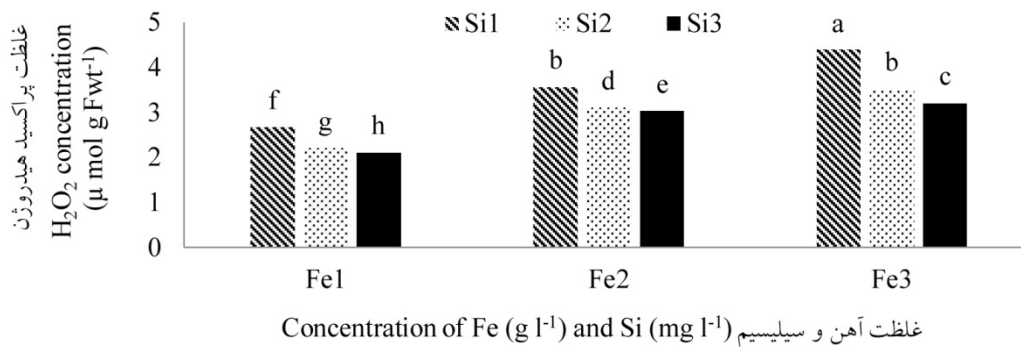 غلظت پراکسید هیدروژن
H₂O₂ concentration
(µ mol g Fwt⁻¹)
5
4
3
2
1
0
Si1 Si2 Si3
f g h
b d e
a b c
Fe1 Fe2 Fe3
Concentration of Fe (g l⁻¹) and Si (mg l⁻¹) غلظت آهن و سیلیسیم